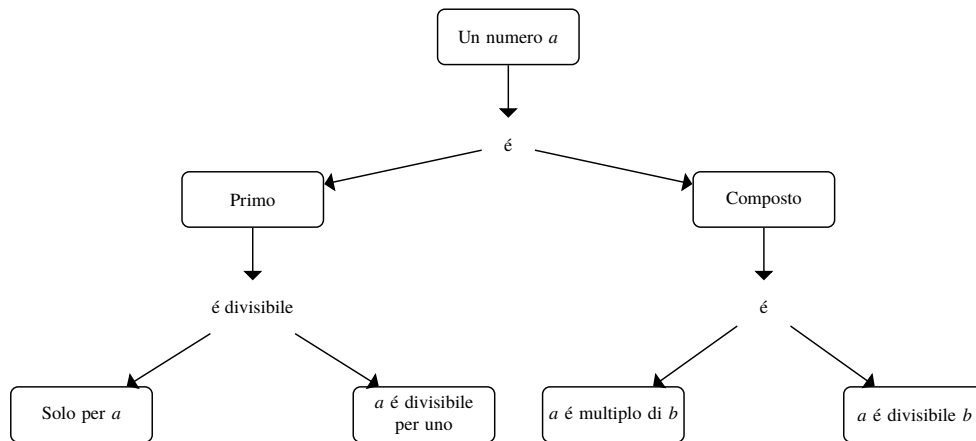 Un numero a
é
Primo
Composto
é divisibile
é
Solo per a
a é divisibile
per uno
a é multiplo di b
a é divisibile b